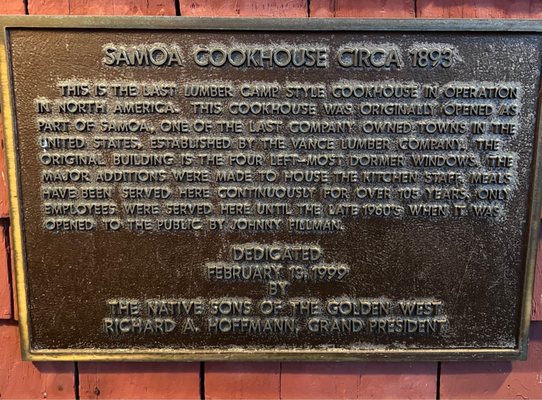 SAMOA COOKHOUSE CIRCA 1893
THIS IS THE LAST LUMBER CAMP STYLE COOKHOUSE IN OPERATION
IN NORTH AMERICA. THIS COOKHOUSE WAS ORIGINALLY OPENED AS
PART OF SAMOA, ONE OF THE LAST COMPANY OWNED TOWNS IN THE
UNITED STATES, ESTABLISHED BY THE VANCE LUMBER COMPANY. THE
ORIGINAL BUILDING IS THE FOUR LEFT-MOST DORMER WINDOWS. THE
MAJOR ADDITIONS WERE MADE TO HOUSE THE KITCHEN STAFF. MEALS
HAVE BEEN SERVED HERE CONTINUOUSLY FOR OVER 105 YEARS. ONLY
EMPLOYEES WERE SERVED HERE UNTIL THE LATE 1960'S WHEN IT WAS
OPENED TO THE PUBLIC BY JOHNNY FILLMAN.
DEDICATED
FEBRUARY 13, 1999
BY
THE NATIVE SONS OF THE GOLDEN WEST
RICHARD A. HOFFMANN, GRAND PRESIDENT